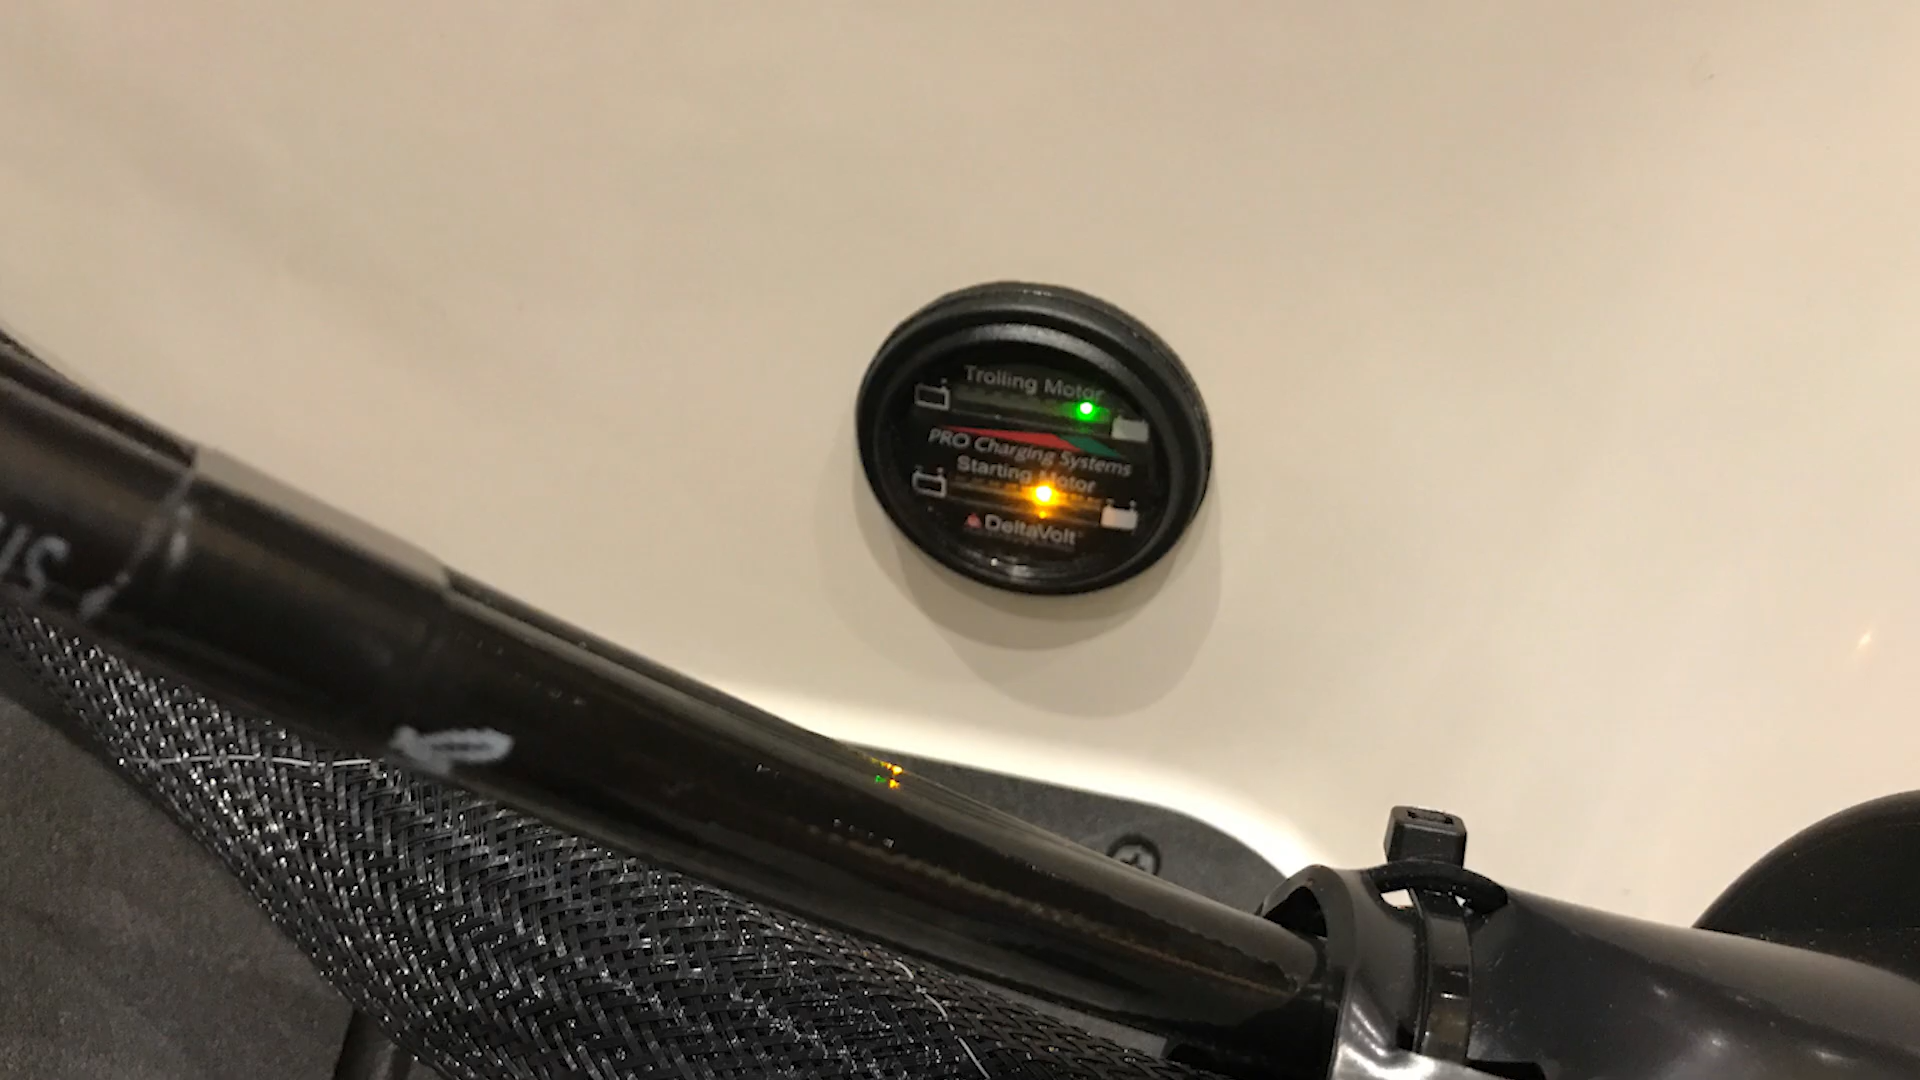 Trolling Motor
PRO Charging Systems
Starting Motor
DeltaVolt